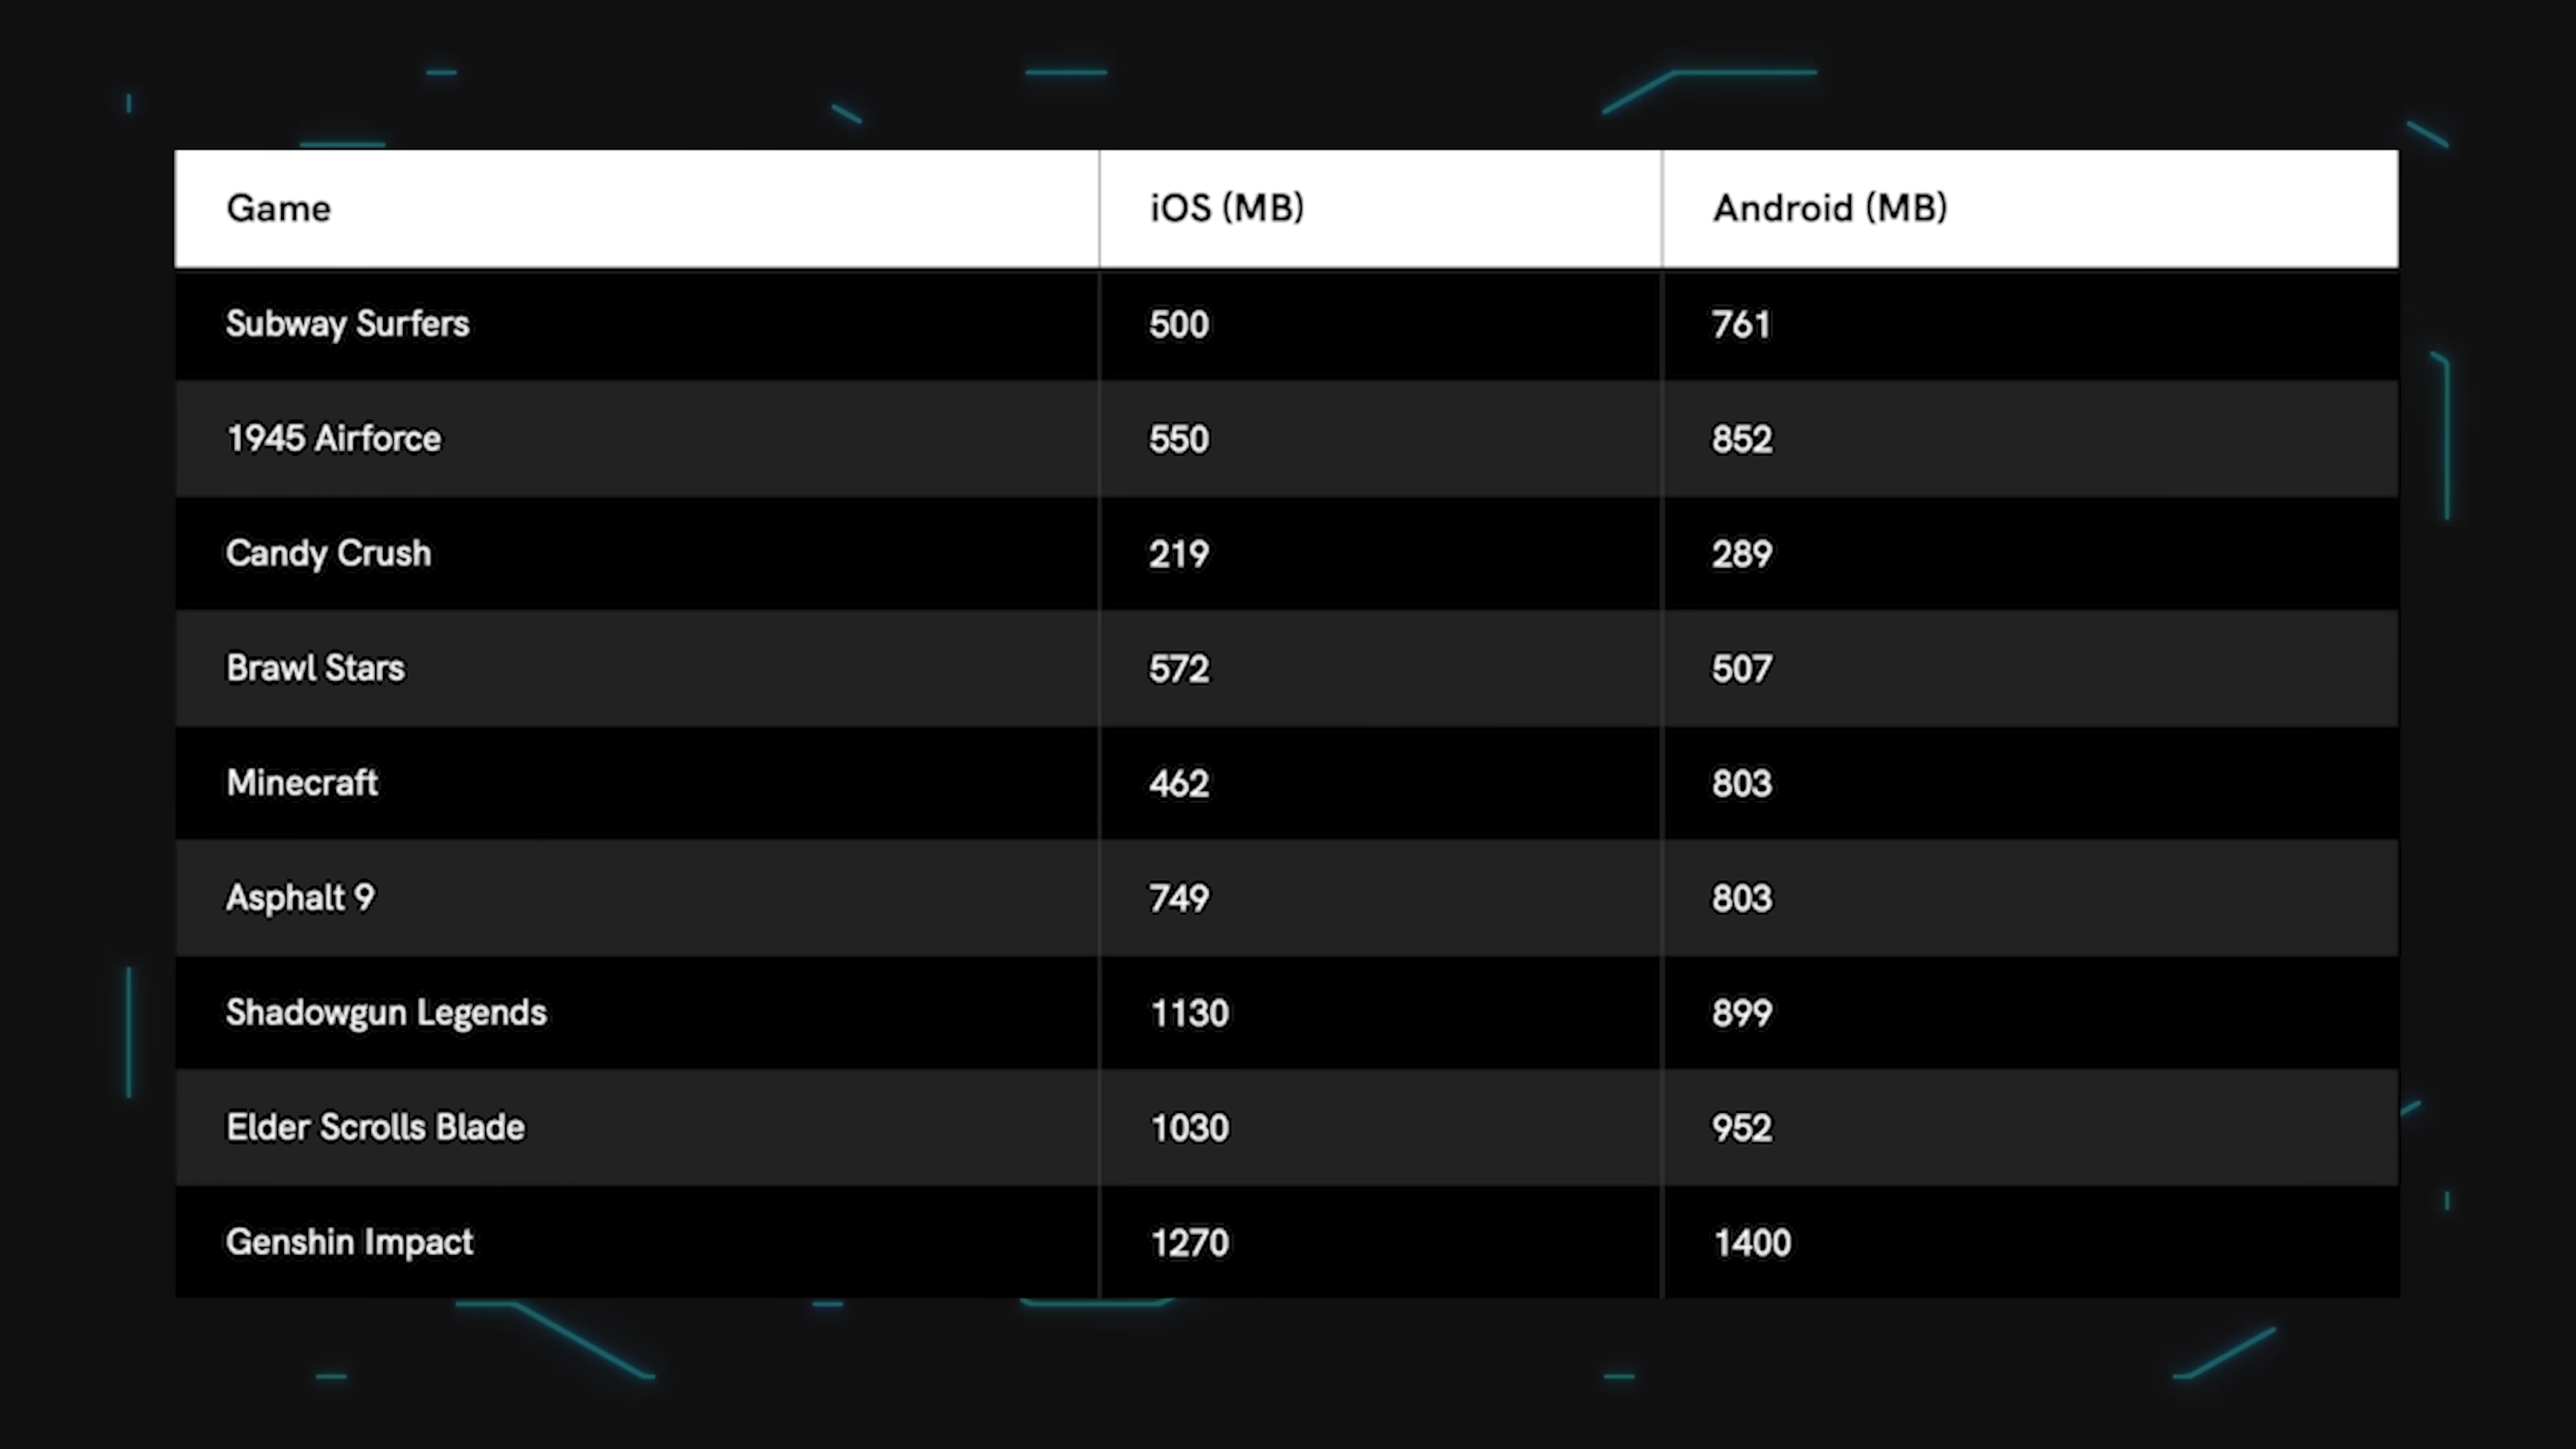 Game iOS (MB) Android (MB)
Subway Surfers 500 761
1945 Airforce 550 852
Candy Crush 219 289
Brawl Stars 572 507
Minecraft 462 803
Asphalt 9 749 803
Shadowgun Legends 1130 899
Elder Scrolls Blade 1030 952
Genshin Impact 1270 1400